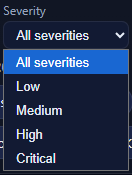 Severity
All severities
All severities
Low
Medium
High
Critical